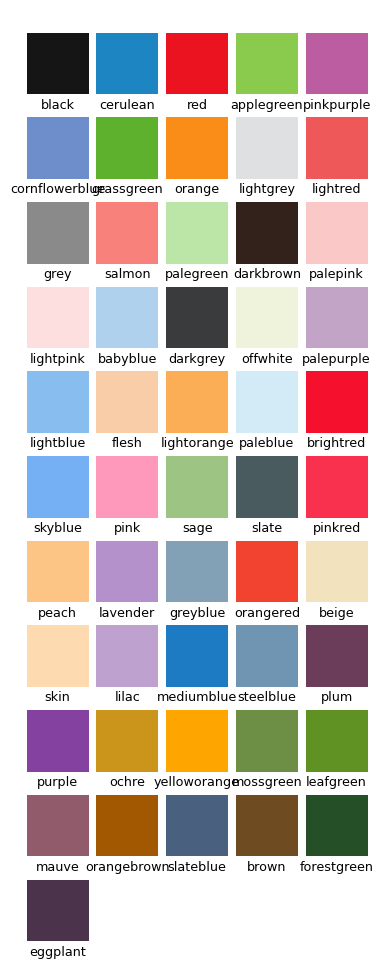 black cerulean red applegreen pinkpurple
cornflowerblue grassgreen orange lightgrey lightred
grey salmon palegreen darkbrown palepink
lightpink babyblue darkgrey offwhite palepurple
lightblue flesh lightorange paleblue brightred
skyblue pink sage slate pinkred
peach lavender greyblue orangered beige
skin lilac mediumblue steelblue plum
purple ochre yelloworange mossgreen leafgreen
mauve orangebrown slateblue brown forestgreen
eggplant